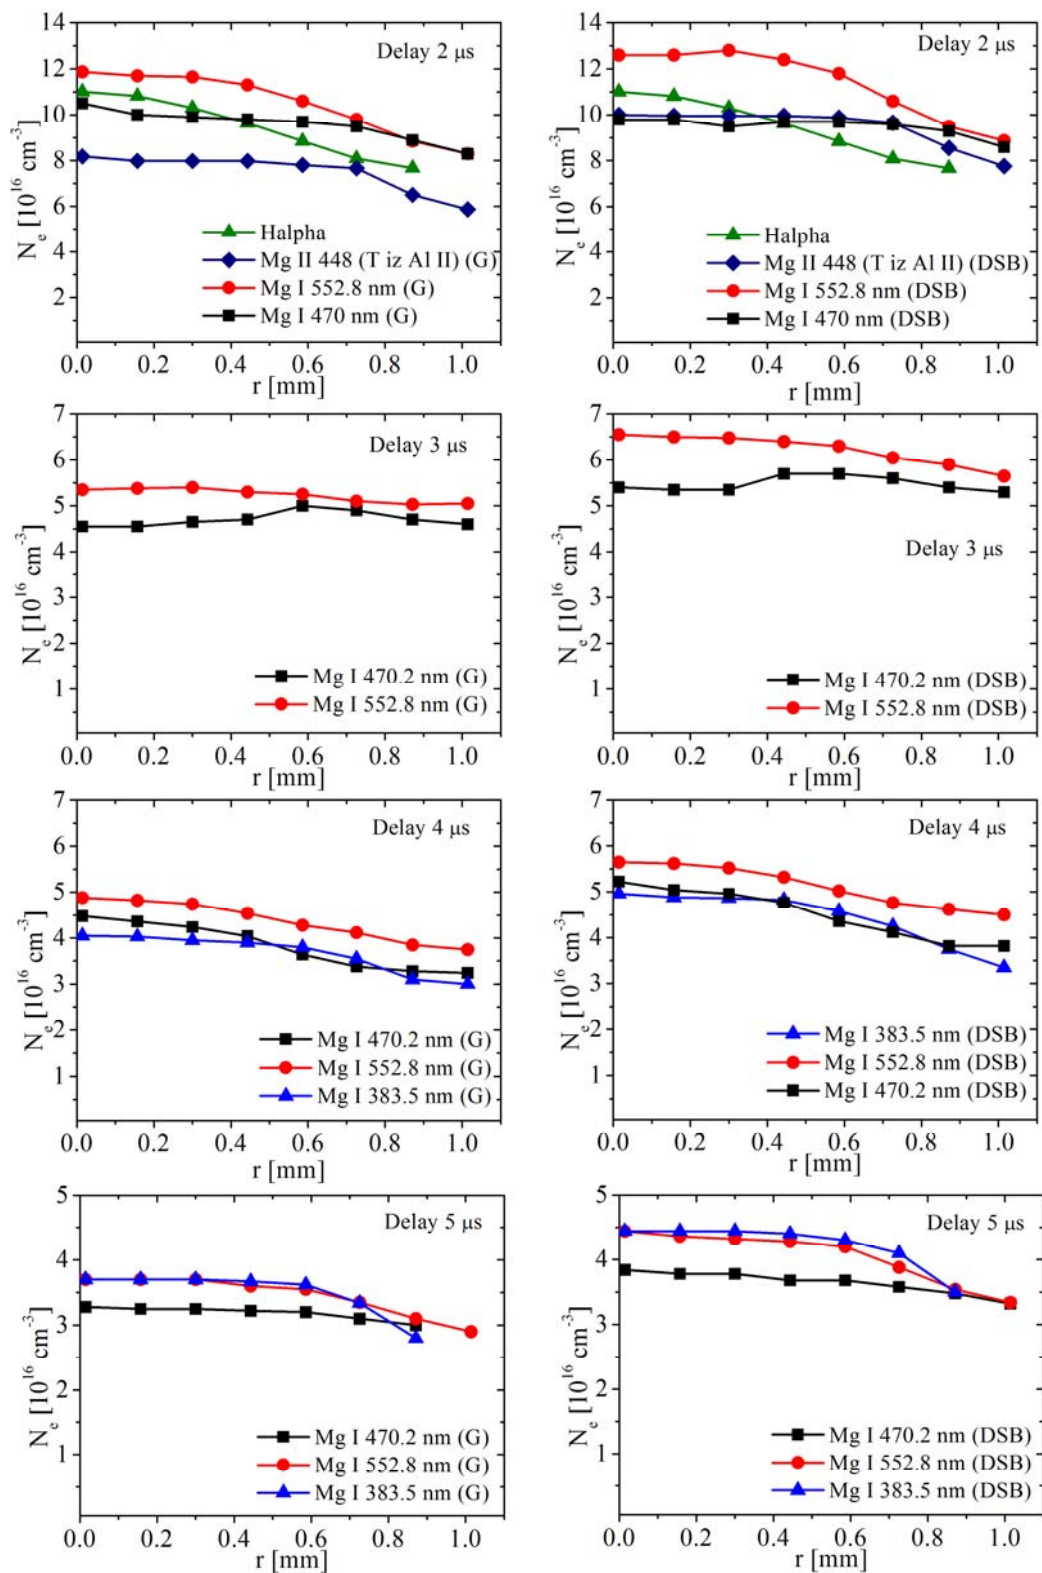 14
12
10
8
6
4
2
N_e [10^16 cm^-3]
Delay 2 μs
Halpha
Mg II 448 (T iz Al II) (G)
Mg I 552.8 nm (G)
Mg I 470 nm (G)
0.0 0.2 0.4 0.6 0.8 1.0
r [mm]
14
12
10
8
6
4
2
N_e [10^16 cm^-3]
Delay 2 μs
Halpha
Mg II 448 (T iz Al II) (DSB)
Mg I 552.8 nm (DSB)
Mg I 470 nm (DSB)
0.0 0.2 0.4 0.6 0.8 1.0
r [mm]
7
6
5
4
3
2
1
N_e [10^16 cm^-3]
Delay 3 μs
Mg I 470.2 nm (G)
Mg I 552.8 nm (G)
0.0 0.2 0.4 0.6 0.8 1.0
r [mm]
7
6
5
4
3
2
1
N_e [10^16 cm^-3]
Delay 3 μs
Mg I 470.2 nm (DSB)
Mg I 552.8 nm (DSB)
0.0 0.2 0.4 0.6 0.8 1.0
r [mm]
7
6
5
4
3
2
1
N_e [10^16 cm^-3]
Delay 4 μs
Mg I 470.2 nm (G)
Mg I 552.8 nm (G)
Mg I 383.5 nm (G)
0.0 0.2 0.4 0.6 0.8 1.0
r [mm]
7
6
5
4
3
2
1
N_e [10^16 cm^-3]
Delay 4 μs
Mg I 383.5 nm (DSB)
Mg I 552.8 nm (DSB)
Mg I 470.2 nm (DSB)
0.0 0.2 0.4 0.6 0.8 1.0
r [mm]
5
4
3
2
1
N_e [10^16 cm^-3]
Delay 5 μs
Mg I 470.2 nm (G)
Mg I 552.8 nm (G)
Mg I 383.5 nm (G)
0.0 0.2 0.4 0.6 0.8 1.0
r [mm]
5
4
3
2
1
N_e [10^16 cm^-3]
Delay 5 μs
Mg I 470.2 nm (DSB)
Mg I 552.8 nm (DSB)
Mg I 383.5 nm (DSB)
0.0 0.2 0.4 0.6 0.8 1.0
r [mm]